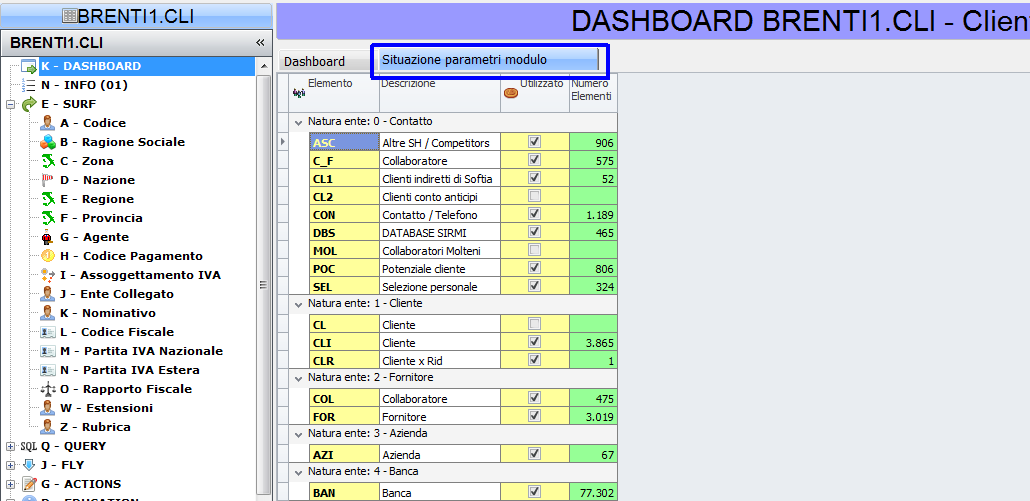 BRENTI1.CLI
DASHBOARD BRENTI1.CLI - Clien
BRENTI1.CLI «
K - DASHBOARD
N - INFO (01)
E - SURF
A - Codice
B - Ragione Sociale
C - Zona
D - Nazione
E - Regione
F - Provincia
G - Agente
H - Codice Pagamento
I - Assoggettamento IVA
J - Ente Collegato
K - Nominativo
L - Codice Fiscale
M - Partita IVA Nazionale
N - Partita IVA Estera
O - Rapporto Fiscale
W - Estensioni
Z - Rubrica
SQL Q - QUERY
J - FLY
G - ACTIONS
D - EDUCATION
Dashboard Situazione parametri modulo
Elemento Descrizione Utilizzato Numero Elementi
Natura ente: 0 - Contatto
ASC Altre SH / Competitors 906
C_F Collaboratore 575
CL1 Clienti indiretti di Softia 52
CL2 Clienti conto anticipi
CON Contatto / Telefono 1.189
DBS DATABASE SIRMI 465
MOL Collaboratori Molteni
POC Potenziale cliente 806
SEL Selezione personale 324
Natura ente: 1 - Cliente
CL Cliente
CLI Cliente 3.865
CLR Cliente x Rid 1
Natura ente: 2 - Fornitore
COL Collaboratore 475
FOR Fornitore 3.019
Natura ente: 3 - Azienda
AZI Azienda 67
Natura ente: 4 - Banca
BAN Banca 77.302